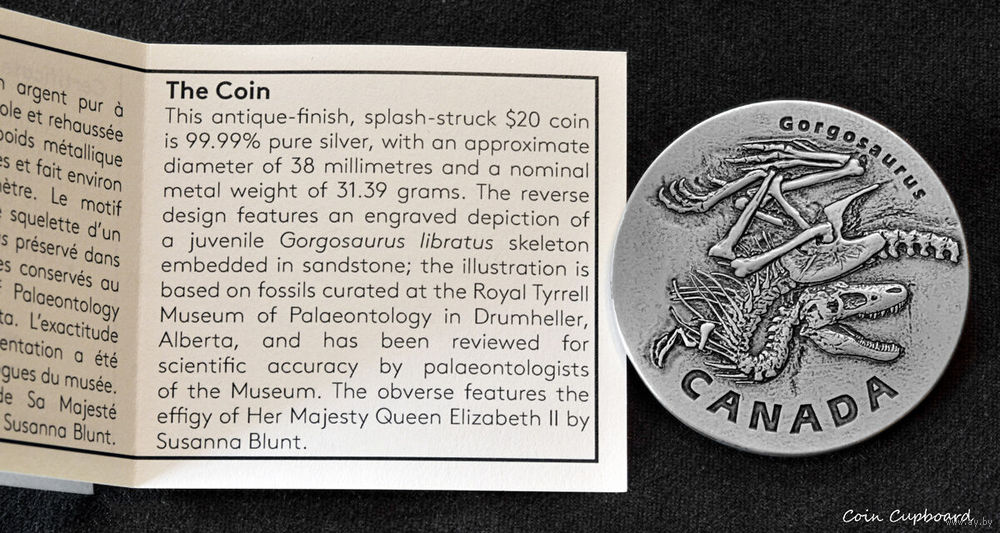 n argent pur à
ole et rehaussée
poids métallique
es et fait environ
mètre. Le motif
squelette d'un
s préservé dans
es conservés au
f Palaeontology
ta. L'exactitude
entation a été
ogues du musée.
de Sa Majesté
Susanna Blunt.
The Coin
This antique-finish, splash-struck $20 coin
is 99.99% pure silver, with an approximate
diameter of 38 millimetres and a nominal
metal weight of 31.39 grams. The reverse
design features an engraved depiction of
a juvenile Gorgosaurus libratus skeleton
embedded in sandstone; the illustration is
based on fossils curated at the Royal Tyrrell
Museum of Palaeontology in Drumheller,
Alberta, and has been reviewed for
scientific accuracy by palaeontologists
of the Museum. The obverse features the
effigy of Her Majesty Queen Elizabeth II by
Susanna Blunt.
Gorgosaurus
CANADA
Coin Cupboard